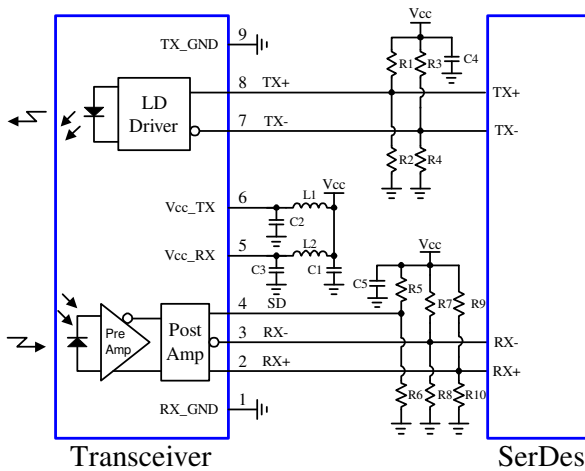 Vcc
9
TX_GND
R1
R3
C4
8
TX+
TX+
LD
Driver
7
TX-
TX-
R2
R4
Vcc
6
L1
Vcc_TX
C2
Vcc
5
L2
Vcc_RX
C3
C1
C5
R5
R7
R9
4
SD
Pre
Amp
Post
Amp
3
RX-
RX-
2
RX+
RX+
R6
R8
R10
1
RX_GND
Transceiver
SerDes